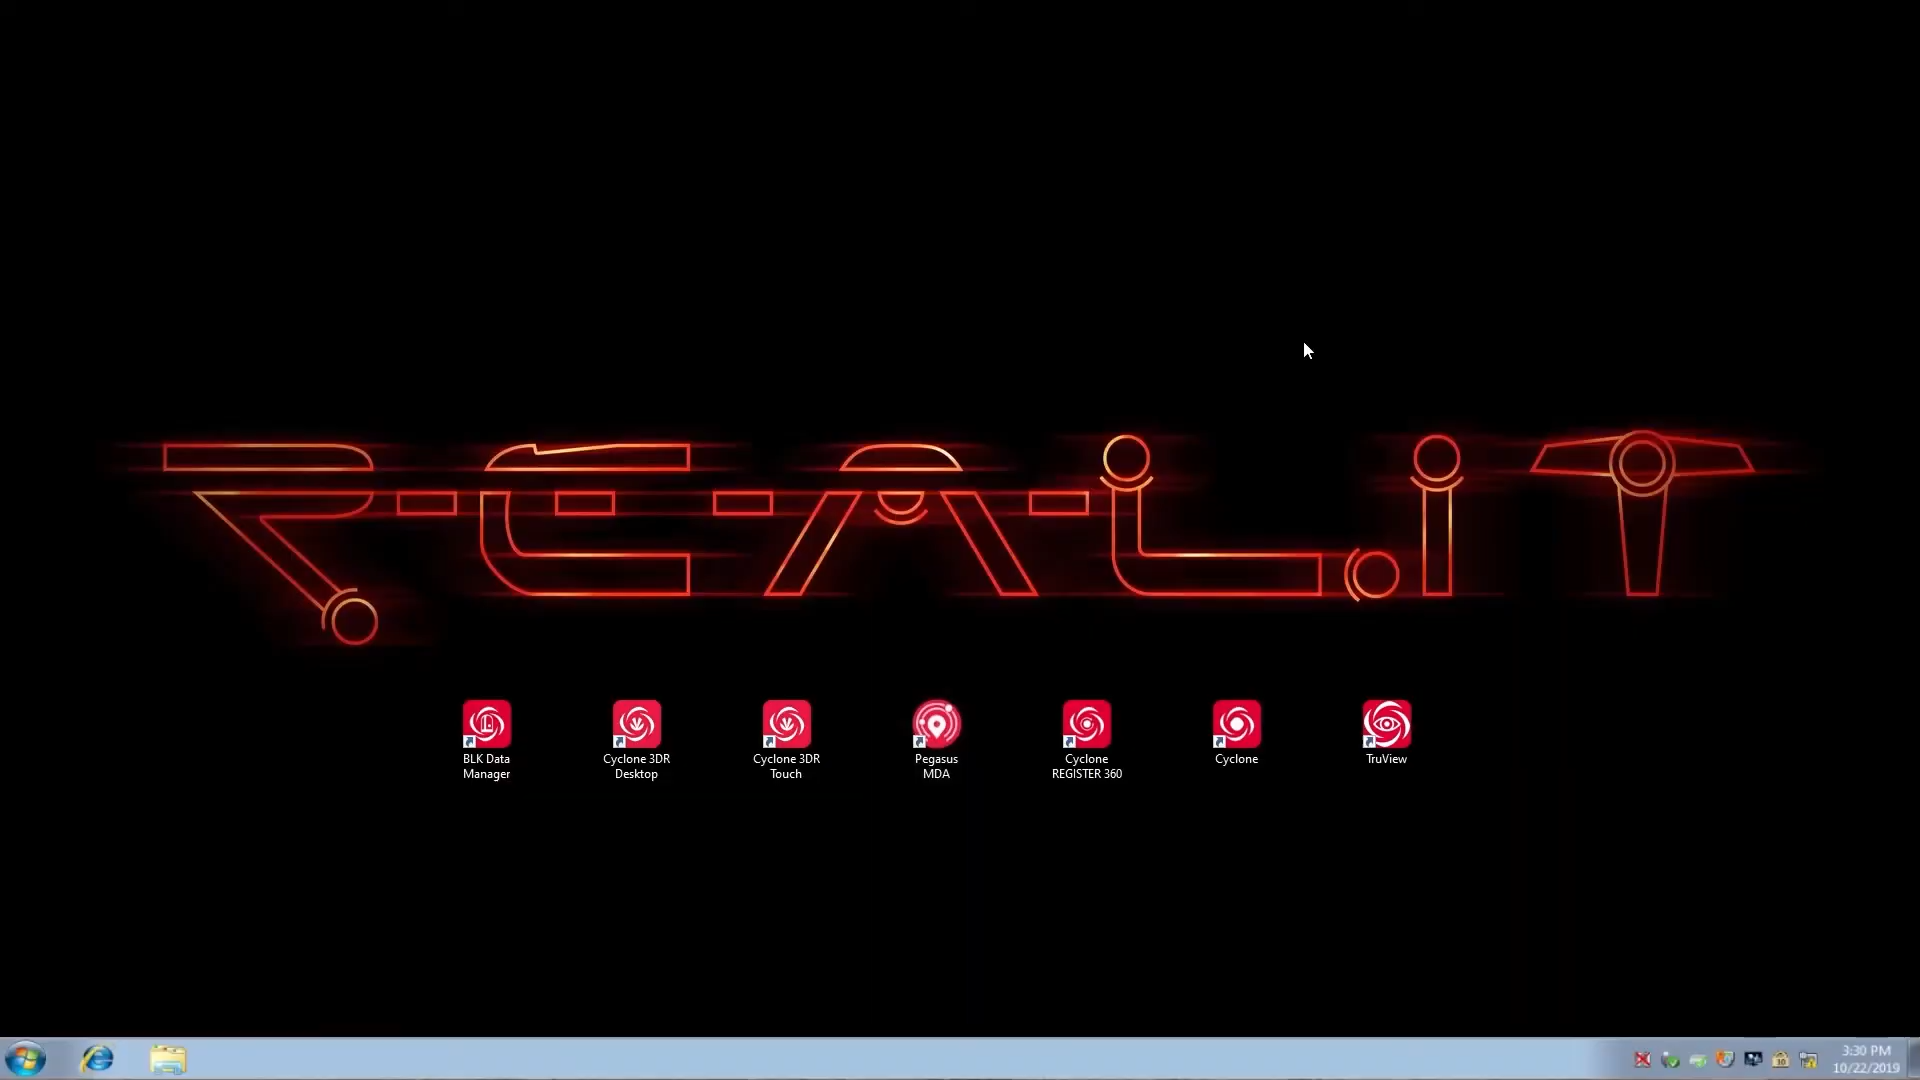 R-E-A-L.iT
BLK Data
Manager
Cyclone 3DR
Desktop
Cyclone 3DR
Touch
Pegasus
MDA
Cyclone
REGISTER 360
Cyclone
TruView
3:30 PM
10/22/2019